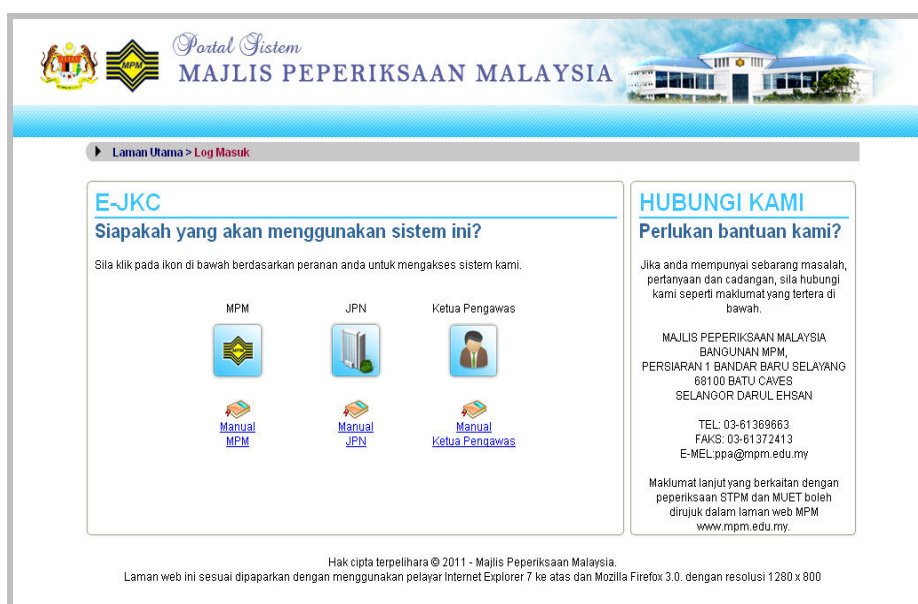 MPM
Portal Sistem
MAJLIS PEPERIKSAAN MALAYSIA
Laman Utama > Log Masuk
E-JKC
Siapakah yang akan menggunakan sistem ini?
Sila klik pada ikon di bawah berdasarkan peranan anda untuk mengakses sistem kami.
MPM JPN Ketua Pengawas
MPM
Manual Manual Manual
MPM JPN Ketua Pengawas
HUBUNGI KAMI
Perlukan bantuan kami?
Jika anda mempunyai sebarang masalah,
pertanyaan dan cadangan, sila hubungi
kami seperti maklumat yang tertera di
bawah.
MAJLIS PEPERIKSAAN MALAYSIA
BANGUNAN MPM,
PERSIARAN 1 BANDAR BARU SELAYANG
68100 BATU CAVES
SELANGOR DARUL EHSAN
TEL: 03-61369663
FAKS: 03-61372413
E-MEL:ppa@mpm.edu.my
Maklumat lanjut yang berkaitan dengan
peperiksaan STPM dan MUET boleh
dirujuk dalam laman web MPM
www.mpm.edu.my.
Hak cipta terpelihara © 2011 - Majlis Peperiksaan Malaysia.
Laman web ini sesuai dipaparkan dengan menggunakan pelayar Internet Explorer 7 ke atas dan Mozilla Firefox 3.0. dengan resolusi 1280 x 800